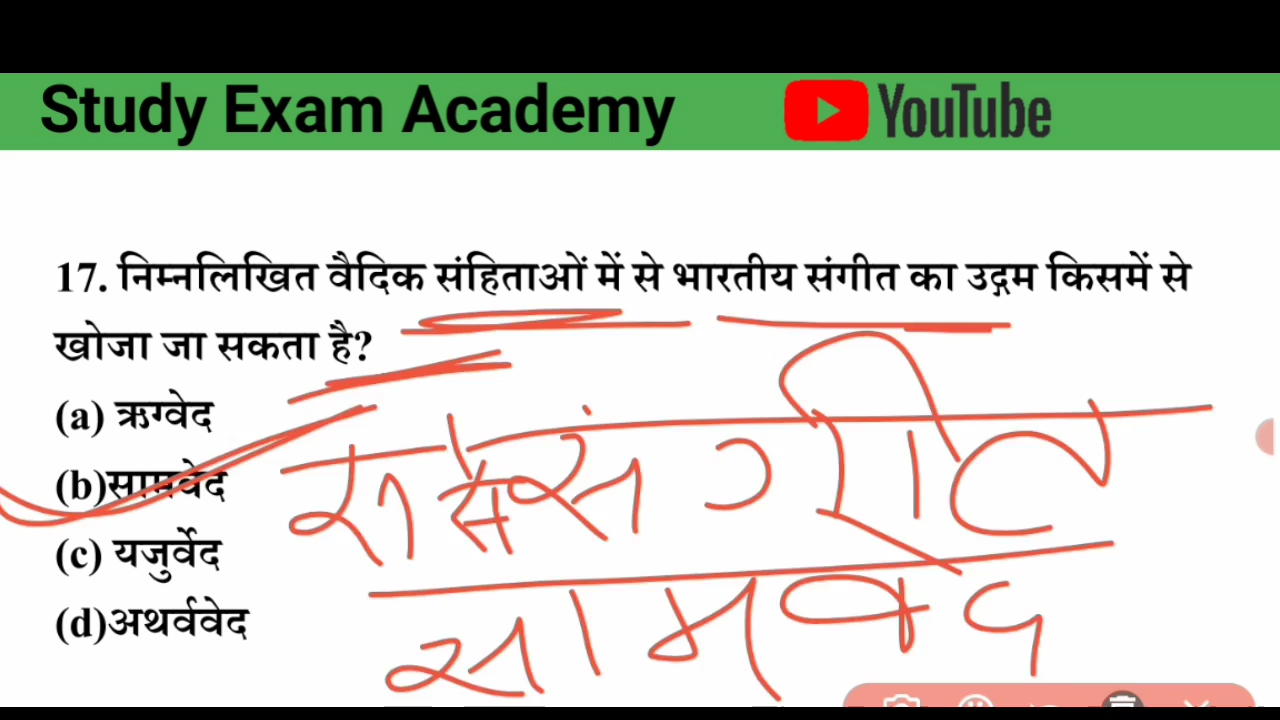 Study Exam Academy YouTube
17. निम्नलिखित वैदिक संहिताओं में से भारतीय संगीत का उद्गम किसमें से
खोजा जा सकता है?
(a) ऋग्वेद
(b)सामवेद
संगीत
(c) यजुर्वेद
(d)अथर्ववेद
सामवेद